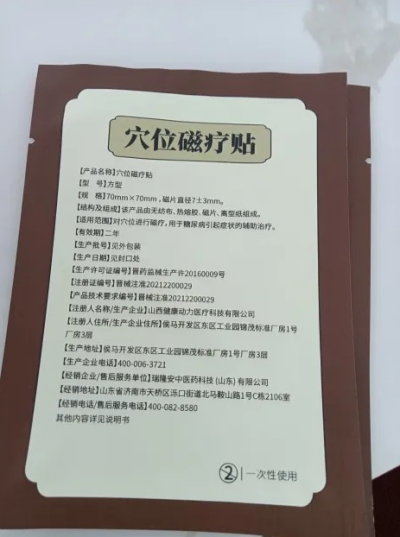 穴位磁疗贴
【产品名称】穴位磁疗贴
【型　号】方型
【规　格】70mm×70mm,磁片直径7±3mm。
【结构及组成】该产品由无纺布、热熔胶、磁片、离型纸组成。
【适用范围】对穴位进行磁疗,用于糖尿病引起症状的辅助治疗。
【有效期】二年
【生产批号】见外包装
【生产日期】见封口处
【生产许可证编号】晋药监械生产许20160009号
【注册证编号】晋械注准20212200029
【产品技术要求编号】晋械注准20212200029
【注册人名称/生产企业】山西健康动力医疗科技有限公司
【注册人住所/生产企业住所】侯马开发区东区工业园锦茂标准厂房1号
厂房3层
【生产地址】侯马开发区东区工业园锦茂标准厂房1号厂房3层
【生产企业电话】400-006-3721
【经销企业/售后服务单位】瑞隆安中医药科技(山东)有限公司
【经销地址】山东省济南市天桥区泺口街道北马鞍山路1号C栋2106室
【经销电话/售后服务电话】400-082-8580
其他内容详见说明书
2 一次性使用